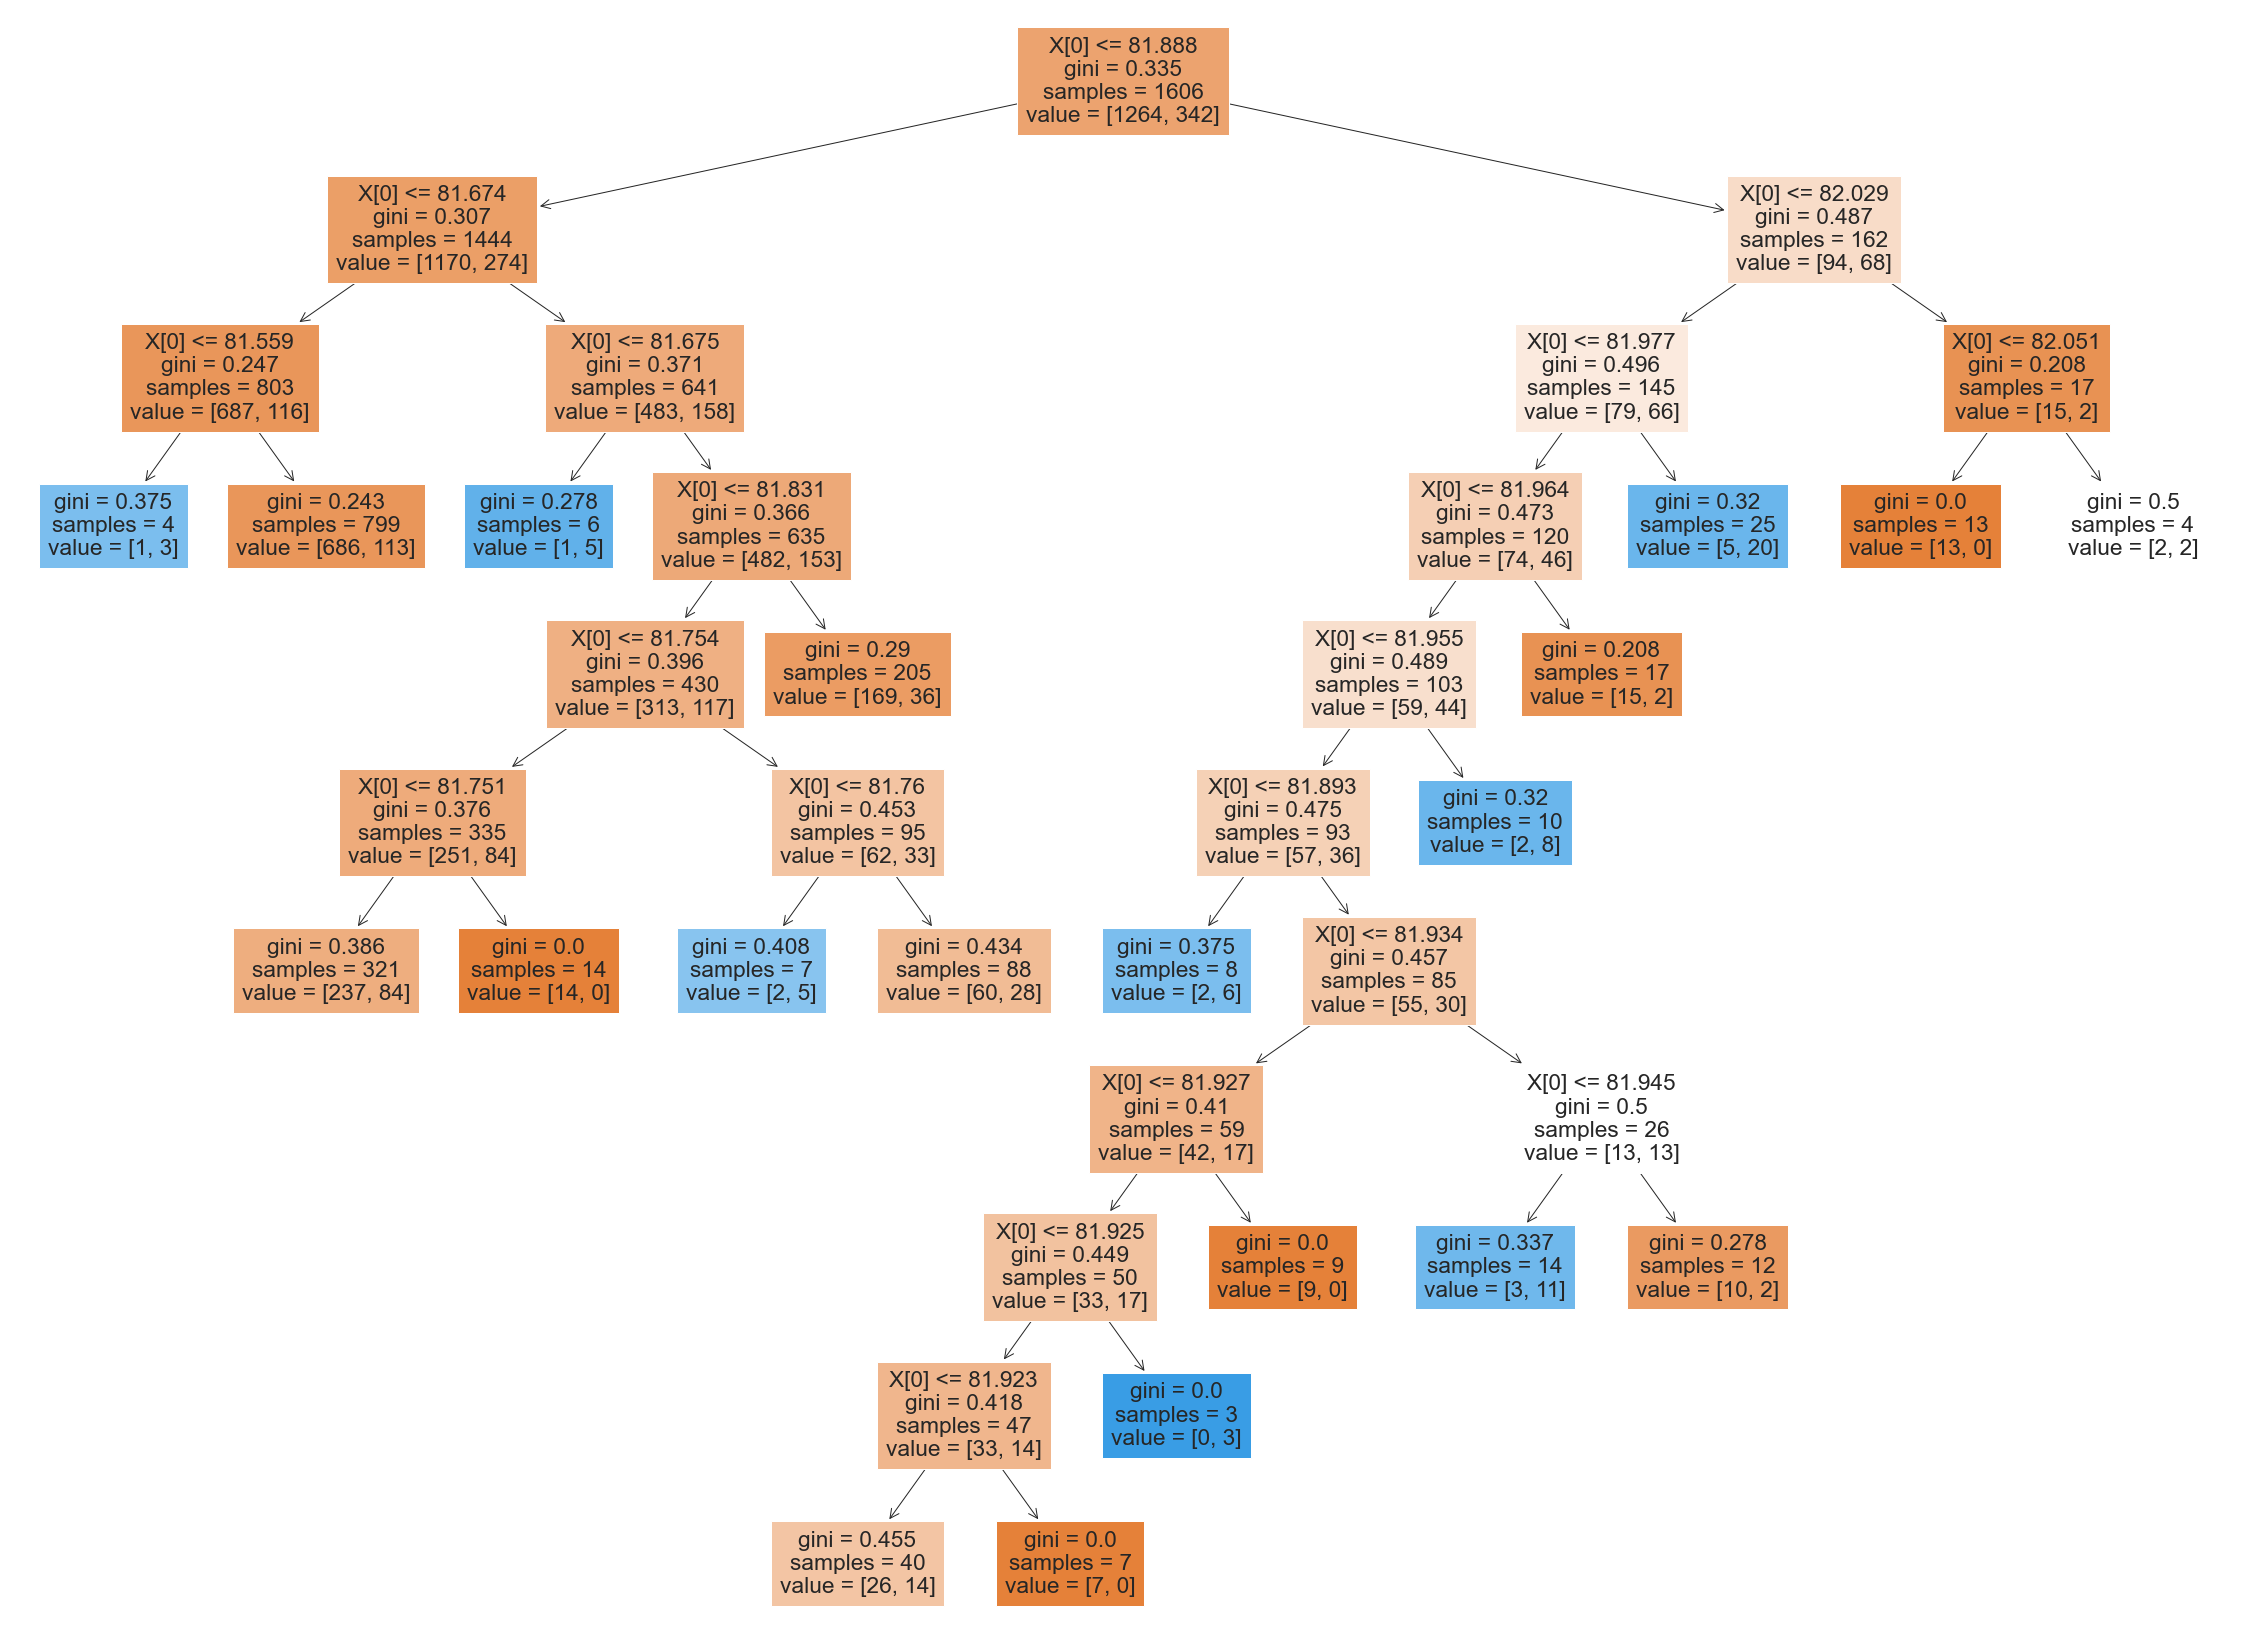 X[0] <= 81.888
gini = 0.335
samples = 1606
value = [1264, 342]
X[0] <= 81.674
gini = 0.307
samples = 1444
value = [1170, 274]
X[0] <= 82.029
gini = 0.487
samples = 162
value = [94, 68]
X[0] <= 81.559
gini = 0.247
samples = 803
value = [687, 116]
X[0] <= 81.675
gini = 0.371
samples = 641
value = [483, 158]
X[0] <= 81.977
gini = 0.496
samples = 145
value = [79, 66]
X[0] <= 82.051
gini = 0.208
samples = 17
value = [15, 2]
gini = 0.375
samples = 4
value = [1, 3]
gini = 0.243
samples = 799
value = [686, 113]
gini = 0.278
samples = 6
value = [1, 5]
X[0] <= 81.831
gini = 0.366
samples = 635
value = [482, 153]
X[0] <= 81.964
gini = 0.473
samples = 120
value = [74, 46]
gini = 0.32
samples = 25
value = [5, 20]
gini = 0.0
samples = 13
value = [13, 0]
gini = 0.5
samples = 4
value = [2, 2]
X[0] <= 81.754
gini = 0.396
samples = 430
value = [313, 117]
gini = 0.29
samples = 205
value = [169, 36]
X[0] <= 81.955
gini = 0.489
samples = 103
value = [59, 44]
gini = 0.208
samples = 17
value = [15, 2]
X[0] <= 81.751
gini = 0.376
samples = 335
value = [251, 84]
X[0] <= 81.76
gini = 0.453
samples = 95
value = [62, 33]
X[0] <= 81.893
gini = 0.475
samples = 93
value = [57, 36]
gini = 0.32
samples = 10
value = [2, 8]
gini = 0.386
samples = 321
value = [237, 84]
gini = 0.0
samples = 14
value = [14, 0]
gini = 0.408
samples = 7
value = [2, 5]
gini = 0.434
samples = 88
value = [60, 28]
gini = 0.375
samples = 8
value = [2, 6]
X[0] <= 81.934
gini = 0.457
samples = 85
value = [55, 30]
X[0] <= 81.927
gini = 0.41
samples = 59
value = [42, 17]
X[0] <= 81.945
gini = 0.5
samples = 26
value = [13, 13]
X[0] <= 81.925
gini = 0.449
samples = 50
value = [33, 17]
gini = 0.0
samples = 9
value = [9, 0]
gini = 0.337
samples = 14
value = [3, 11]
gini = 0.278
samples = 12
value = [10, 2]
X[0] <= 81.923
gini = 0.418
samples = 47
value = [33, 14]
gini = 0.0
samples = 3
value = [0, 3]
gini = 0.455
samples = 40
value = [26, 14]
gini = 0.0
samples = 7
value = [7, 0]